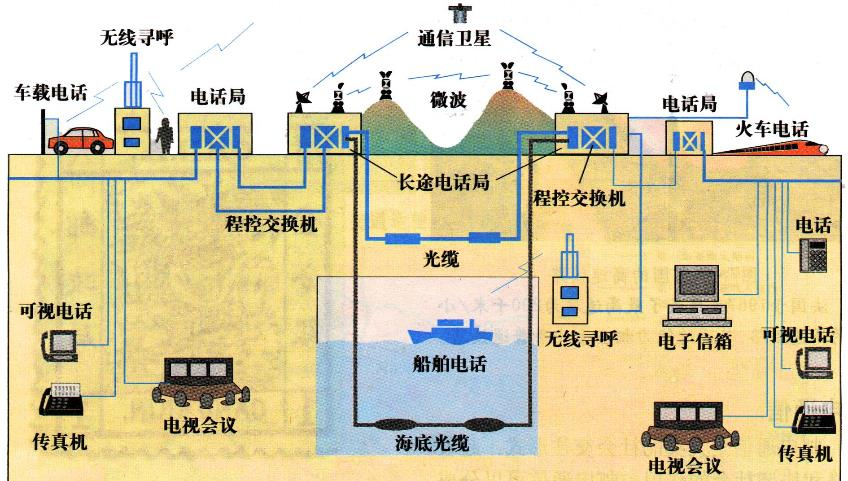 通信卫星
无线寻呼
车载电话
电话局
微波
电话局
火车电话
长途电话局
程控交换机
程控交换机
光缆
电话
可视电话
船舶电话
无线寻呼
电子信箱
可视电话
传真机
电视会议
海底光缆
电视会议
传真机